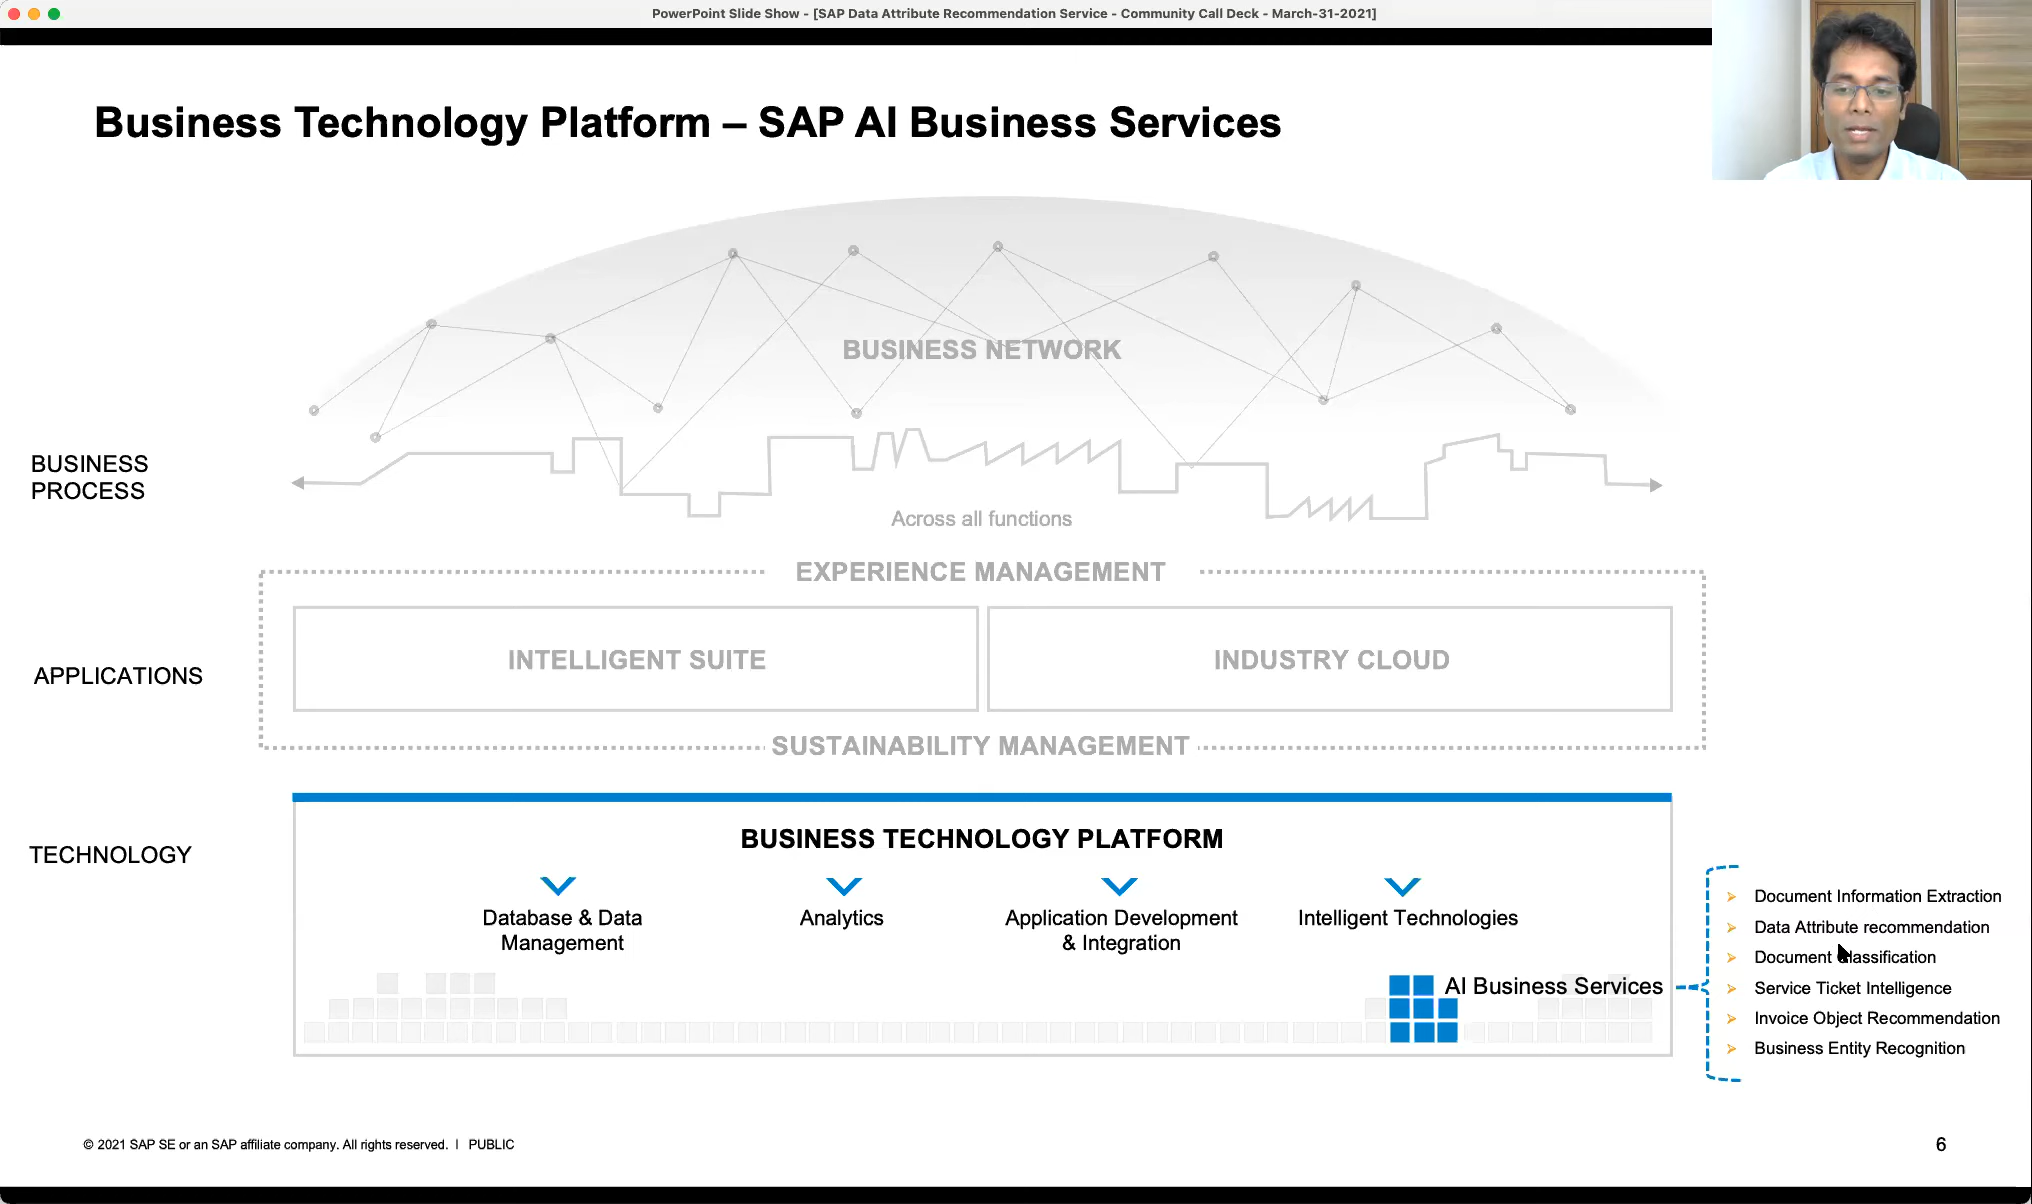 PowerPoint Slide Show - [SAP Data Attribute Recommendation Service - Community Call Deck - March-31-2021]
Business Technology Platform – SAP AI Business Services
BUSINESS NETWORK
BUSINESS
PROCESS
Across all functions
EXPERIENCE MANAGEMENT
APPLICATIONS
INTELLIGENT SUITE
INDUSTRY CLOUD
SUSTAINABILITY MANAGEMENT
TECHNOLOGY
BUSINESS TECHNOLOGY PLATFORM
Database & Data
Management
Analytics
Application Development
& Integration
Intelligent Technologies
AI Business Services
Document Information Extraction
Data Attribute recommendation
Document Classification
Service Ticket Intelligence
Invoice Object Recommendation
Business Entity Recognition
© 2021 SAP SE or an SAP affiliate company. All rights reserved. | PUBLIC
6